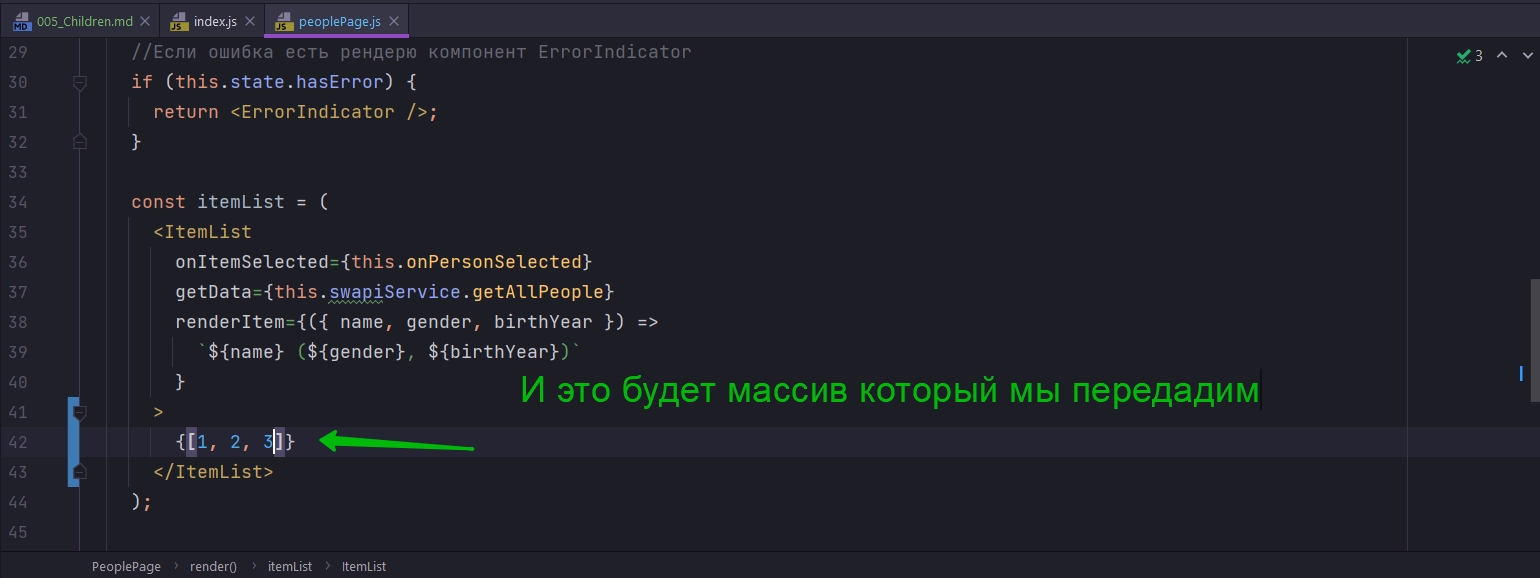 005_Children.md
index.js
peoplePage.js
3
29 //Если ошибка есть рендерю компонент ErrorIndicator
30 if (this.state.hasError) {
31 return <ErrorIndicator />;
32 }
33
34 const itemList = (
35 <ItemList
36 onItemSelected={this.onPersonSelected}
37 getData={this.swapiService.getAllPeople}
38 renderItem={({ name, gender, birthYear }) =>
39 `${name} (${gender}, ${birthYear})`
40 }
И это будет массив который мы передадим
41 >
42 {[1, 2, 3]}
43 </ItemList>
44 );
45
PeoplePage › render() › itemList › ItemList